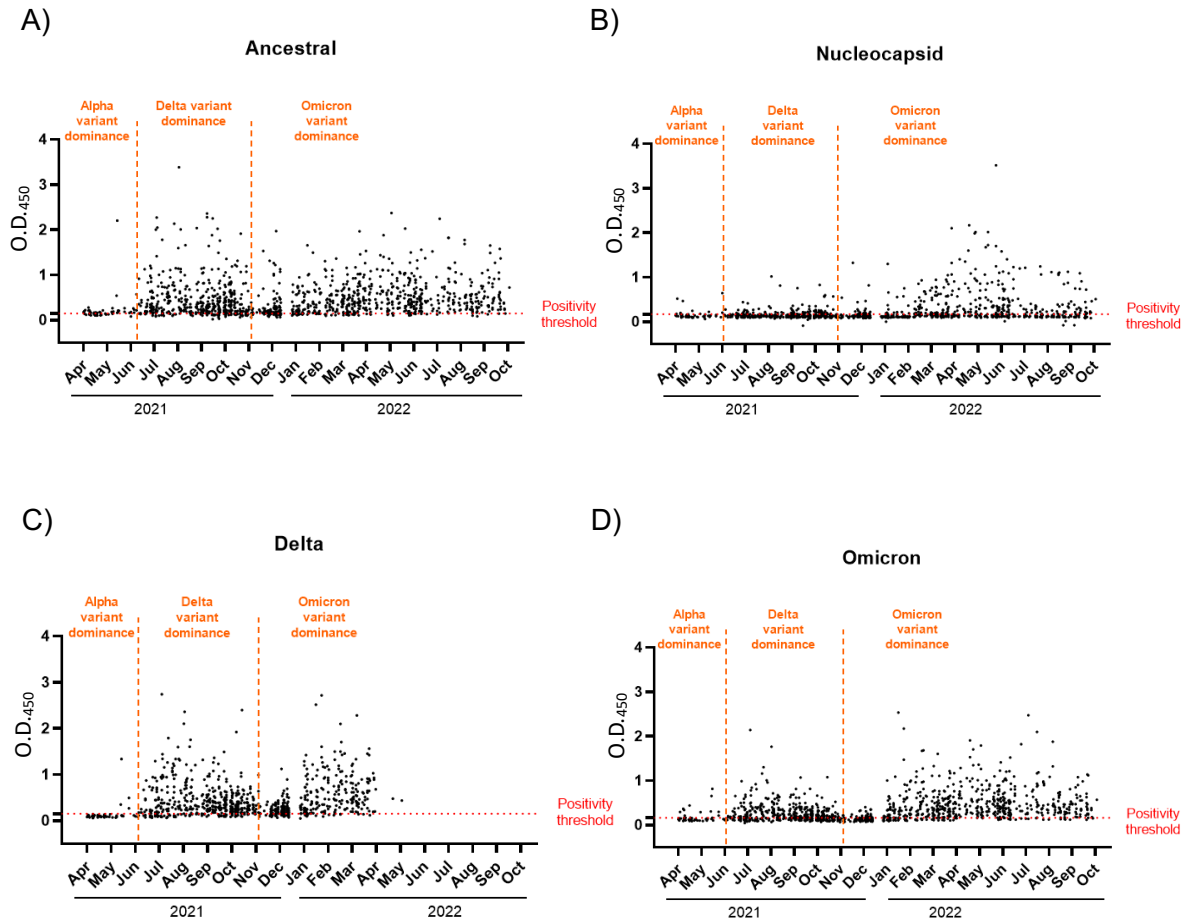 A)
Ancestral
Alpha
variant
dominance
Delta variant
dominance
Omicron
variant
dominance
4
3
2
1
0
O.D.450
Positivity
threshold
Apr
May
Jun
Jul
Aug
Sep
Oct
Nov
Dec
Jan
Feb
Mar
Apr
May
Jun
Jul
Aug
Sep
Oct
2021
2022
B)
Nucleocapsid
Alpha
variant
dominance
Delta
variant
dominance
Omicron
variant
dominance
4
3
2
1
0
O.D.450
Positivity
threshold
Apr
May
Jun
Jul
Aug
Sep
Oct
Nov
Dec
Jan
Feb
Mar
Apr
May
Jun
Jul
Aug
Sep
Oct
2021
2022
C)
Delta
Alpha
variant
dominance
Delta
variant
dominance
Omicron
variant
dominance
4
3
2
1
0
O.D.450
Positivity
threshold
Apr
May
Jun
Jul
Aug
Sep
Oct
Nov
Dec
Jan
Feb
Mar
Apr
May
Jun
Jul
Aug
Sep
Oct
2021
2022
D)
Omicron
Alpha
variant
dominance
Delta
variant
dominance
Omicron
variant
dominance
4
3
2
1
0
O.D.450
Positivity
threshold
Apr
May
Jun
Jul
Aug
Sep
Oct
Nov
Dec
Jan
Feb
Mar
Apr
May
Jun
Jul
Aug
Sep
Oct
2021
2022